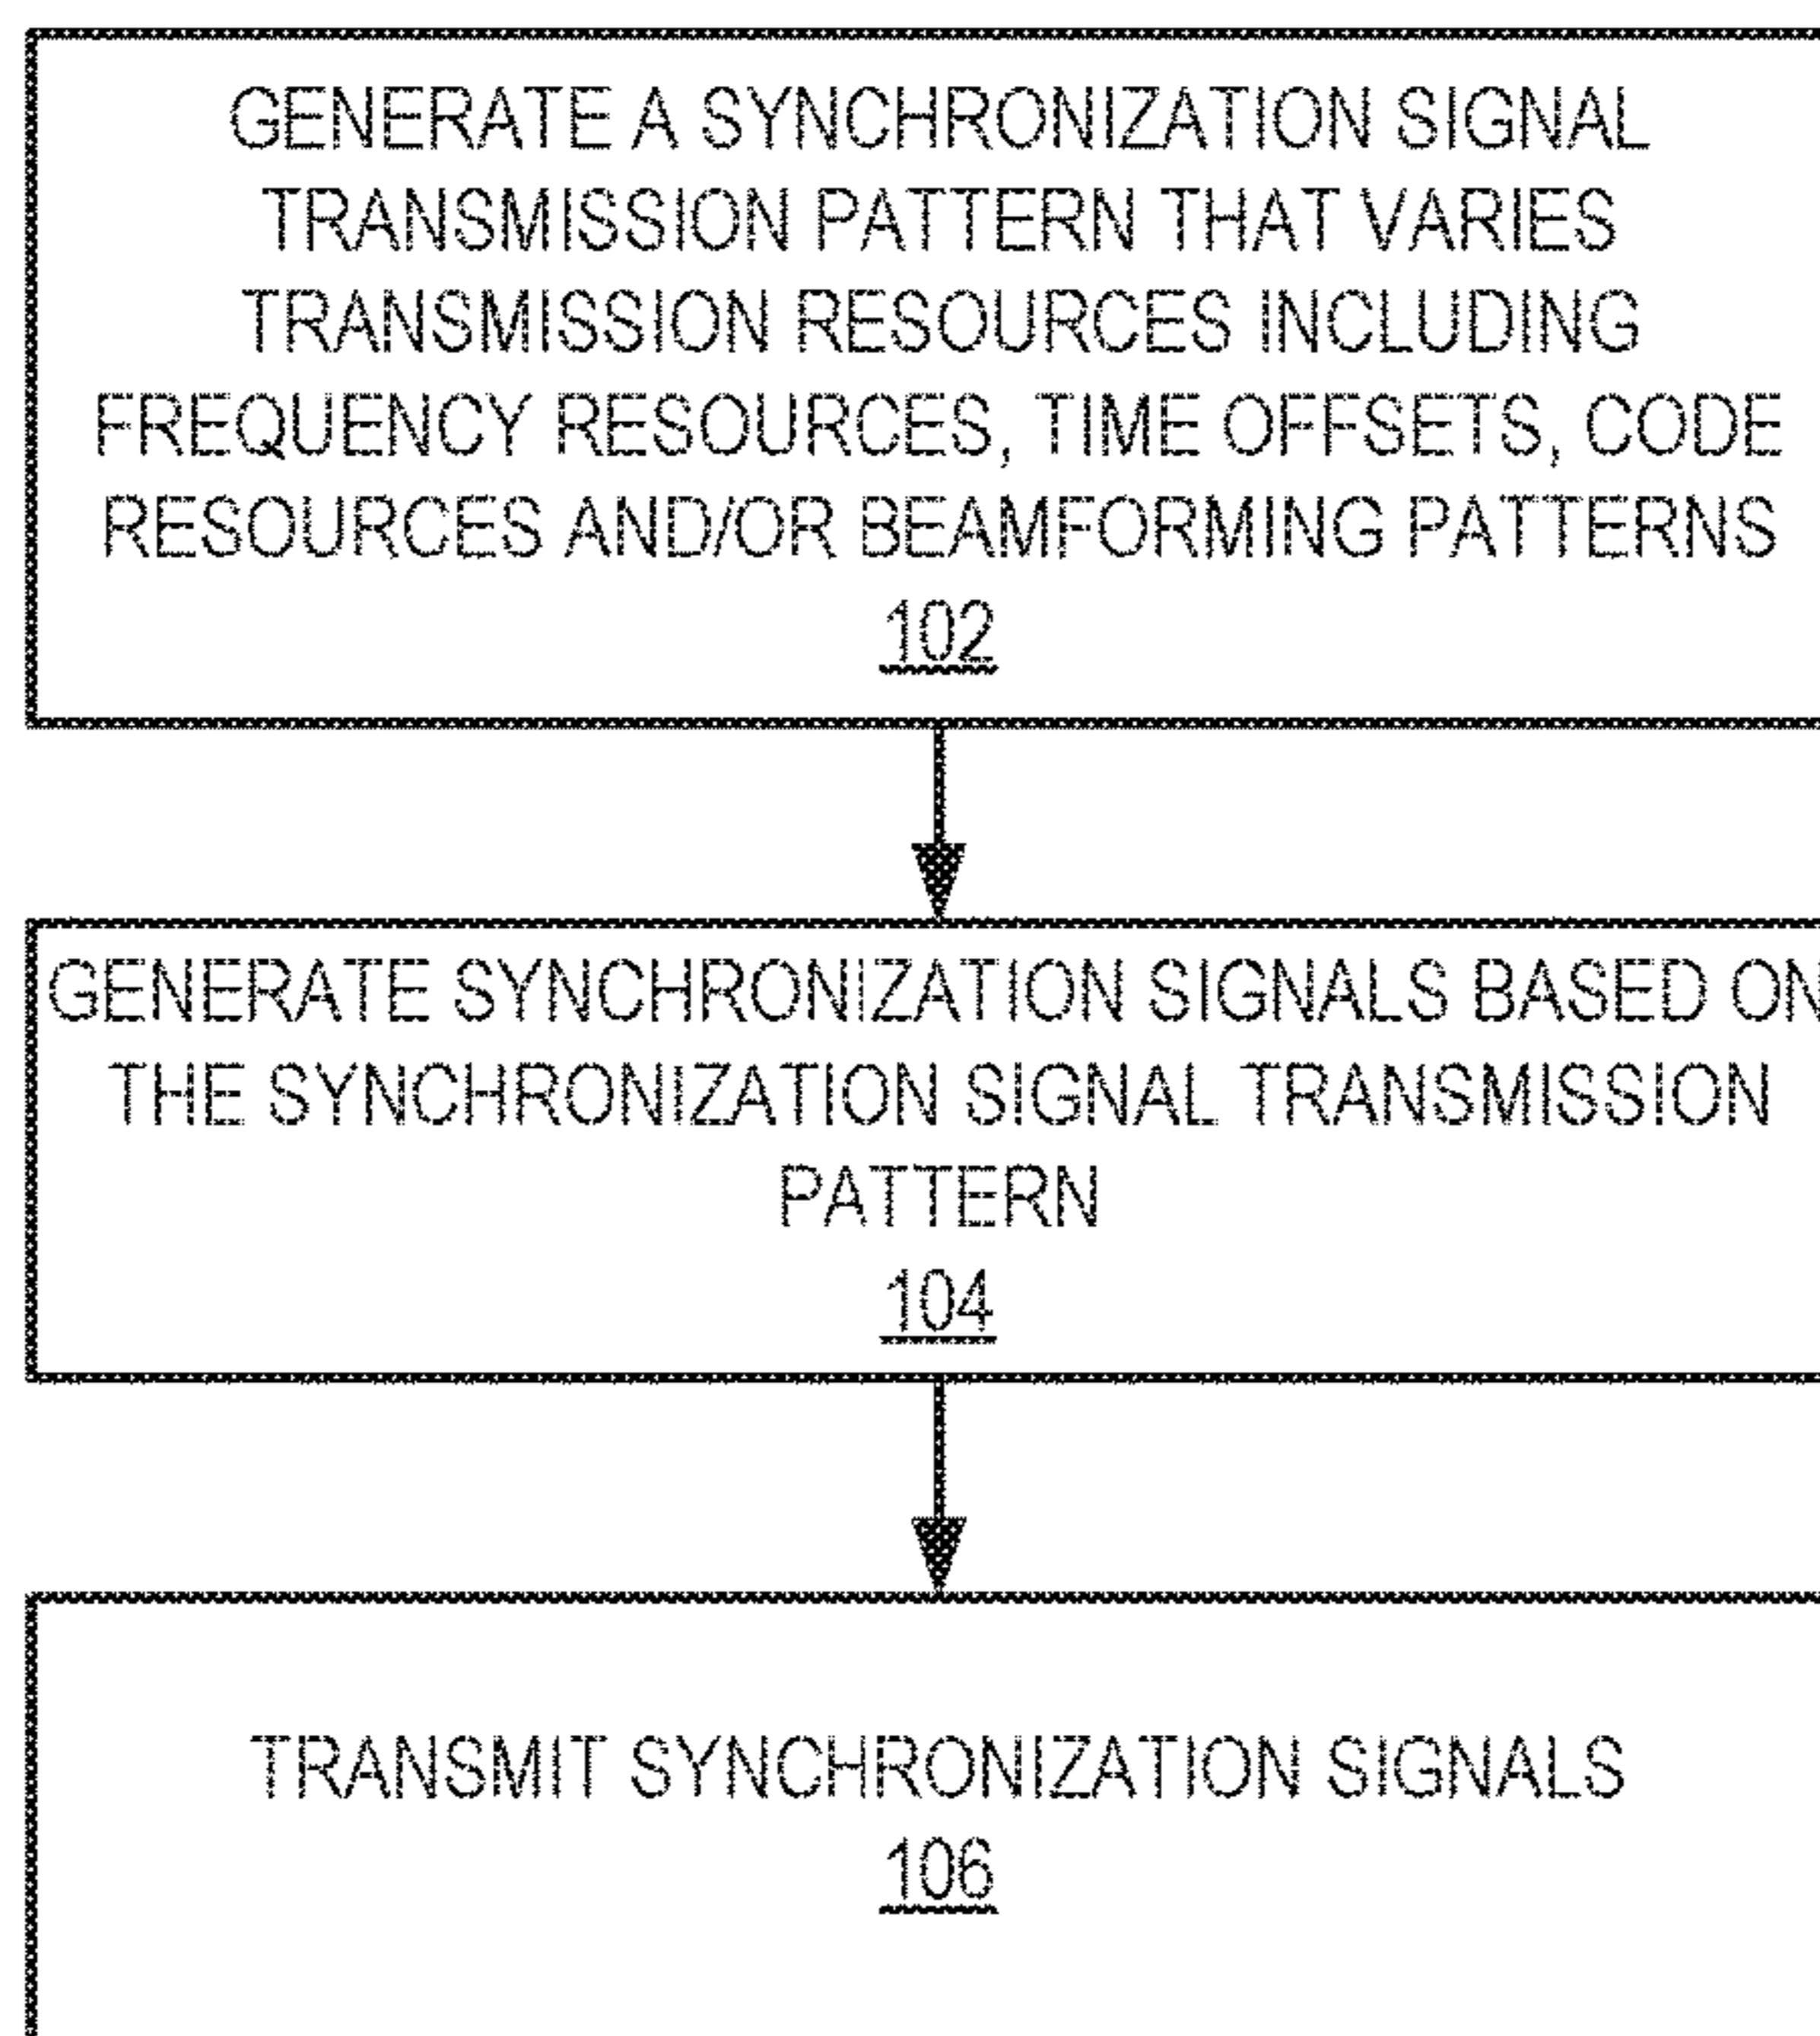 GENERATE A SYNCHRONIZATION SIGNAL
TRANSMISSION PATTERN THAT VARIES
TRANSMISSION RESOURCES INCLUDING
FREQUENCY RESOURCES, TIME OFFSETS, CODE
RESOURCES AND/OR BEAMFORMING PATTERNS
102
GENERATE SYNCHRONIZATION SIGNALS BASED ON
THE SYNCHRONIZATION SIGNAL TRANSMISSION
PATTERN
104
TRANSMIT SYNCHRONIZATION SIGNALS
106